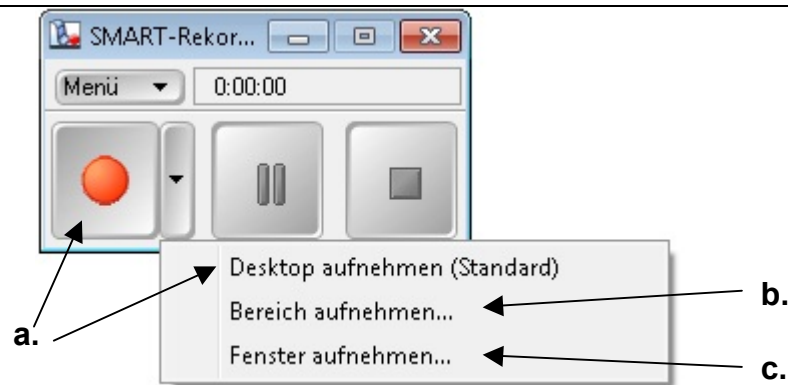 SMART-Rekor...
Menü 0:00:00
Desktop aufnehmen (Standard)
Bereich aufnehmen...
Fenster aufnehmen...
a.
b.
c.